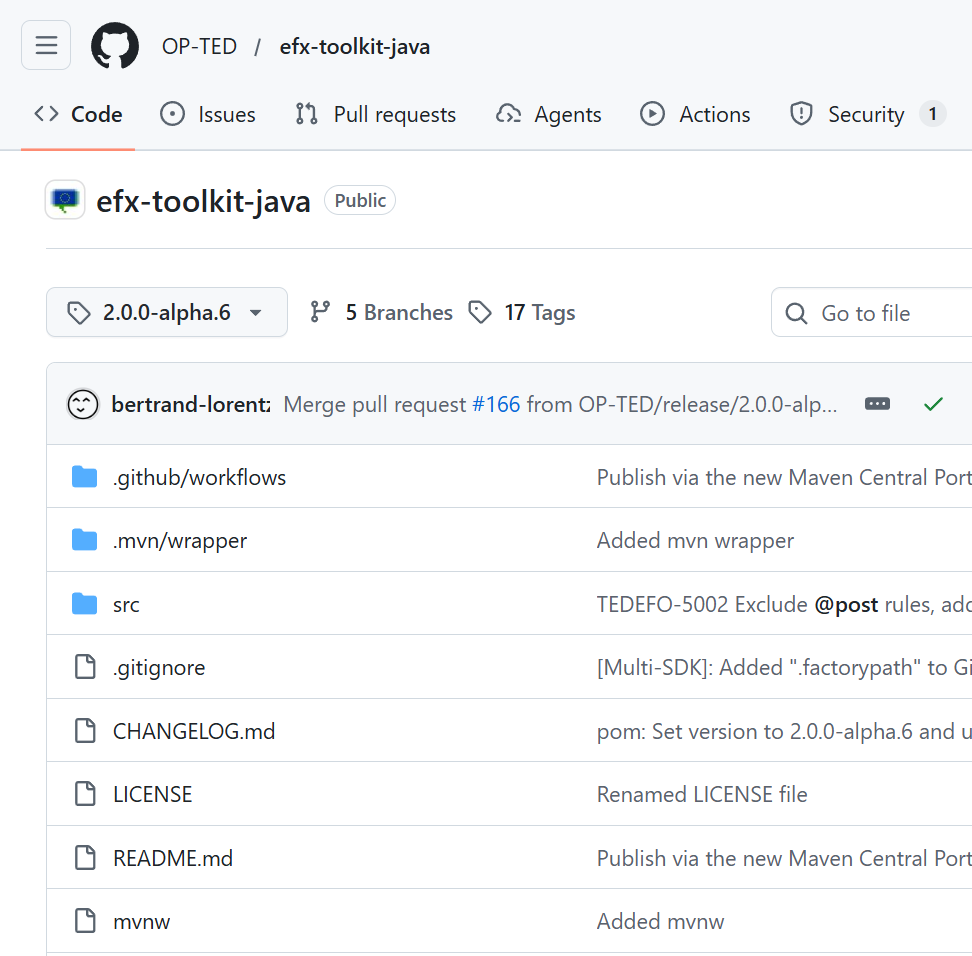 OP-TED / efx-toolkit-java
Code Issues Pull requests Agents Actions Security 1
efx-toolkit-java Public
2.0.0-alpha.6 5 Branches 17 Tags Go to file
bertrand-lorentz Merge pull request #166 from OP-TED/release/2.0.0-alp...
.github/workflows Publish via the new Maven Central Port
.mvn/wrapper Added mvn wrapper
src TEDEFO-5002 Exclude @post rules, add
.gitignore [Multi-SDK]: Added ".factorypath" to Gi
CHANGELOG.md pom: Set version to 2.0.0-alpha.6 and u
LICENSE Renamed LICENSE file
README.md Publish via the new Maven Central Port
mvnw Added mvnw